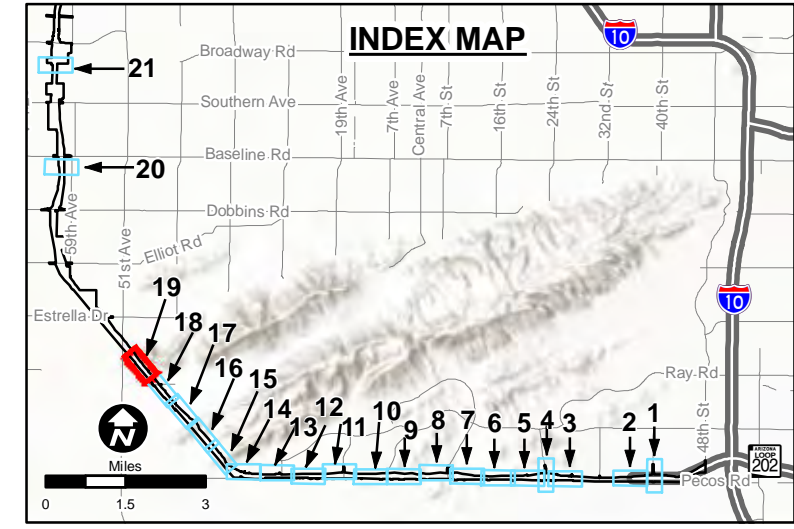 INDEX MAP
10
Broadway Rd
21
Southern Ave
19th Ave
7th Ave
Central Ave
7th St
16th St
24th St
32nd St
40th St
Baseline Rd
20
Dobbins Rd
59th Ave
51st Ave
Elliot Rd
19
Estrella Dr
18
17
16
15
14
13
12
11
10
9
8
7
6
5
4
3
2
1
10
Ray Rd
48th St
N
Miles
0 1.5 3
ARIZONA
LOOP
202
Pecos Rd